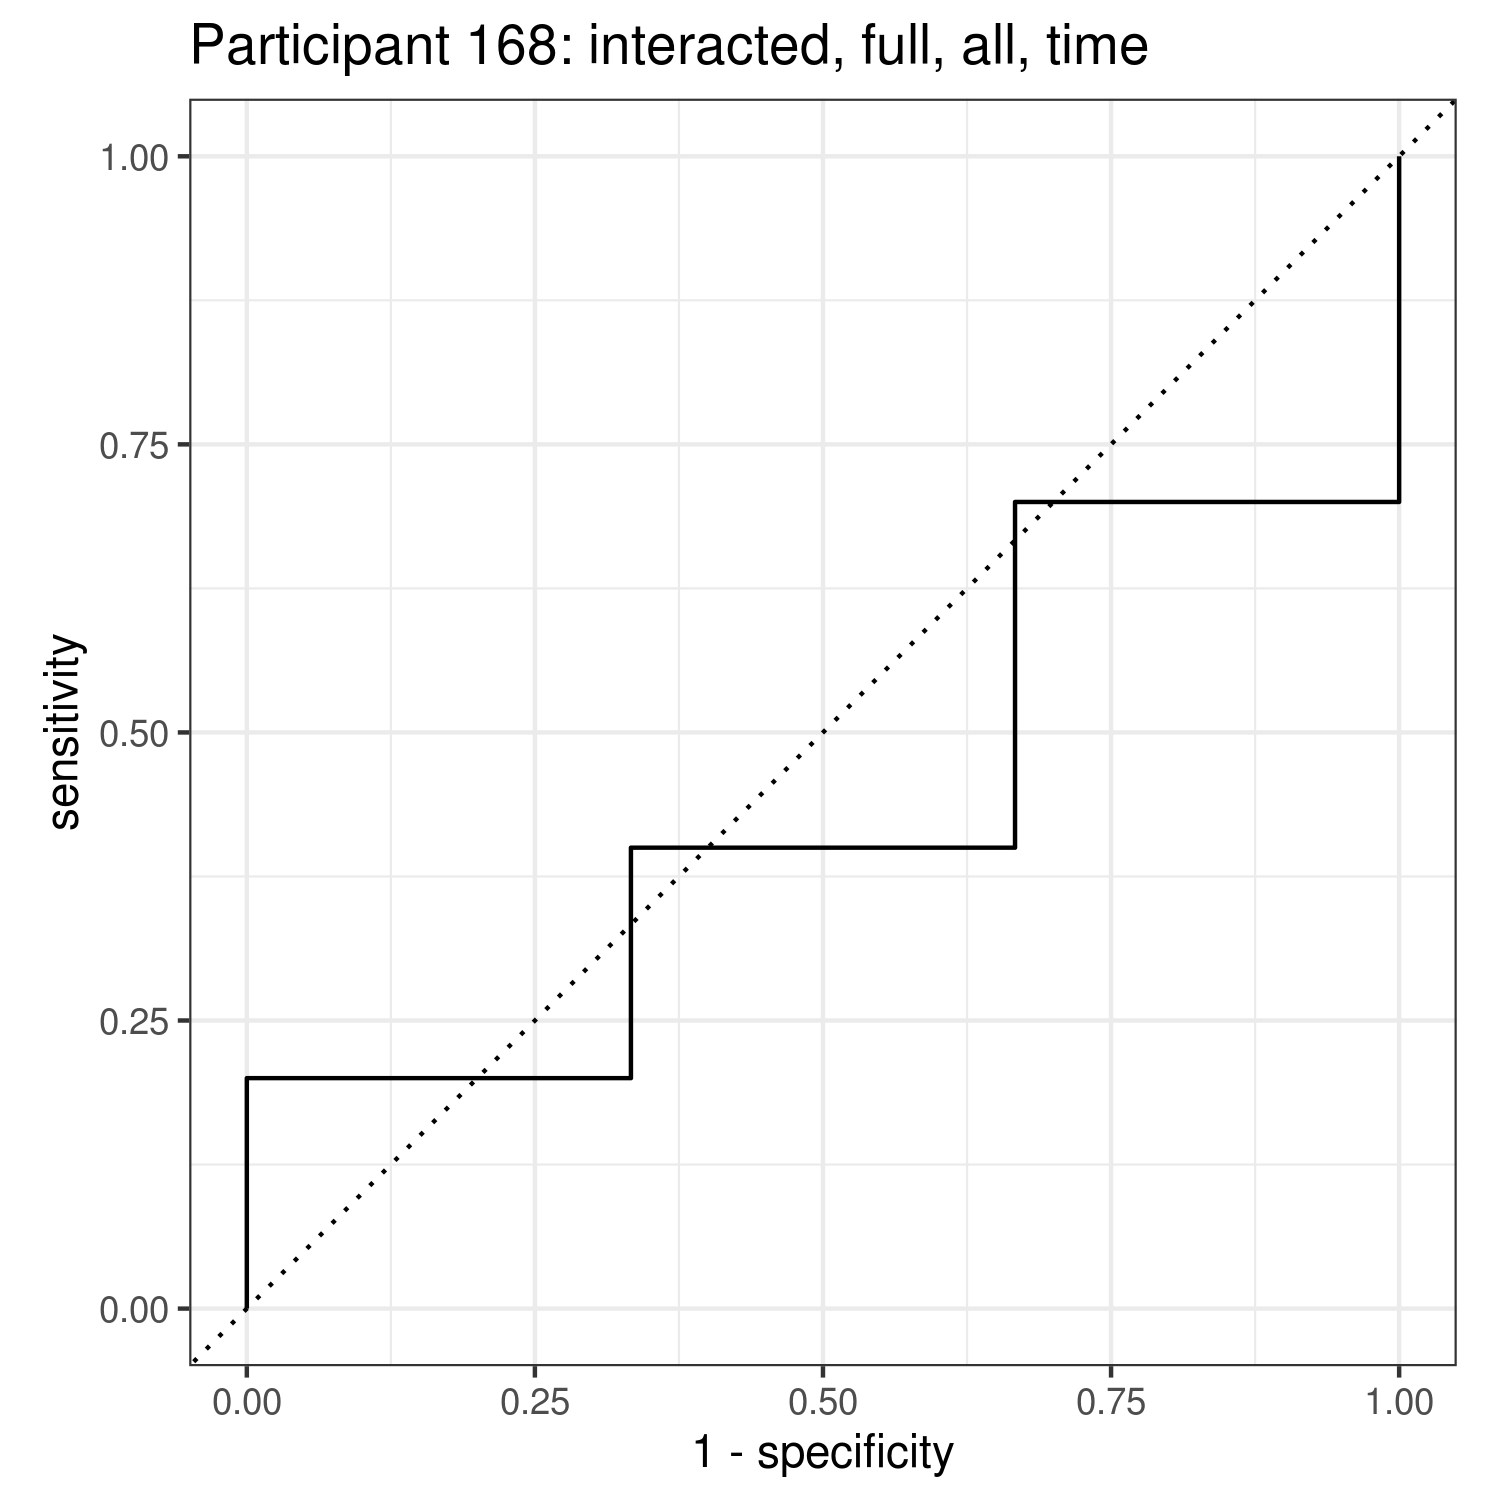 Participant 168: interacted, full, all, time
1.00
0.75
0.50
0.25
0.00
sensitivity
0.00 0.25 0.50 0.75 1.00
1 - specificity